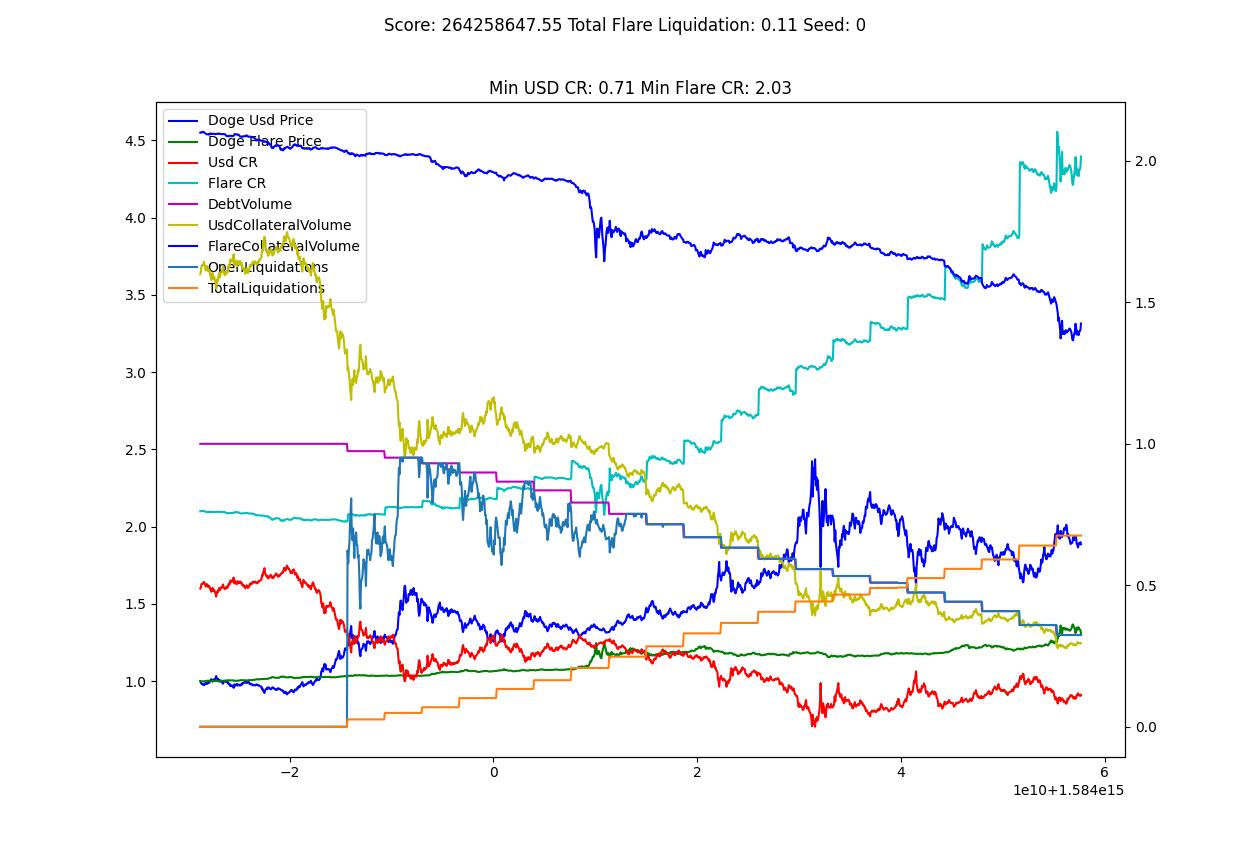 Score: 264258647.55 Total Flare Liquidation: 0.11 Seed: 0
Min USD CR: 0.71 Min Flare CR: 2.03
Doge Usd Price
Doge Flare Price
Usd CR
Flare CR
DebtVolume
UsdCollateralVolume
FlareCollateralVolume
OpenLiquidations
TotalLiquidations
4.5
4.0
3.5
3.0
2.5
2.0
1.5
1.0
2.0
1.5
1.0
0.5
0.0
−2 0 2 4 6
1e10+1.584e15